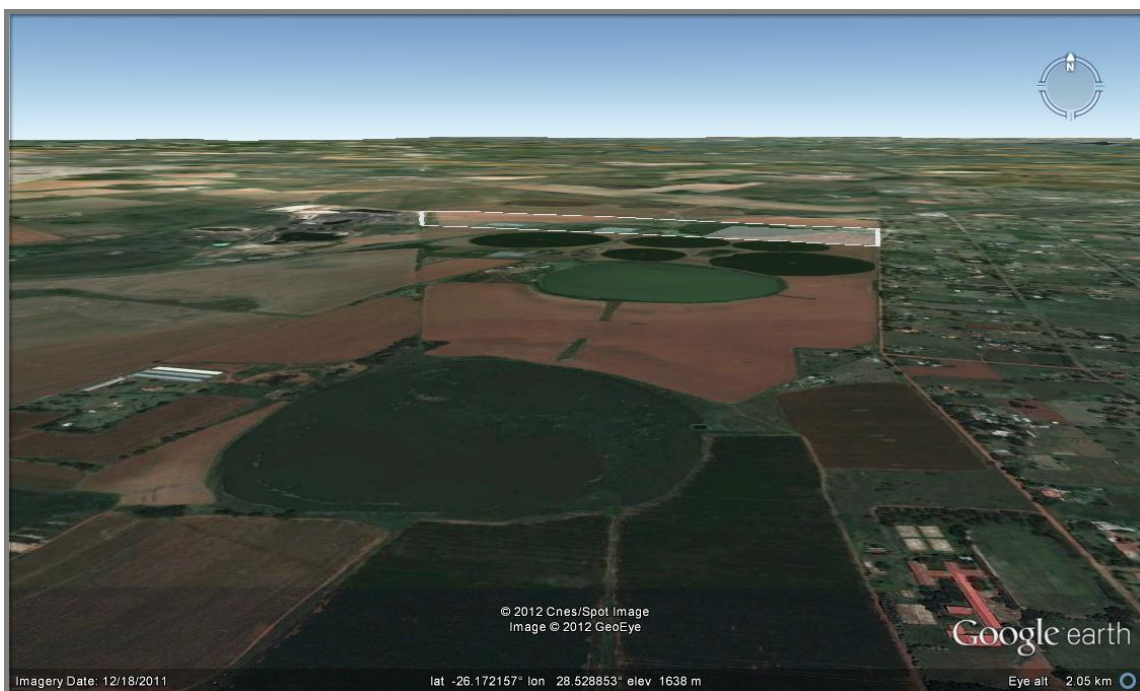 N
© 2012 Cnes/Spot Image
Image © 2012 GeoEye
Google earth
Imagery Date: 12/18/2011 lat -26.172157° lon 28.528853° elev 1638 m Eye alt 2.05 km